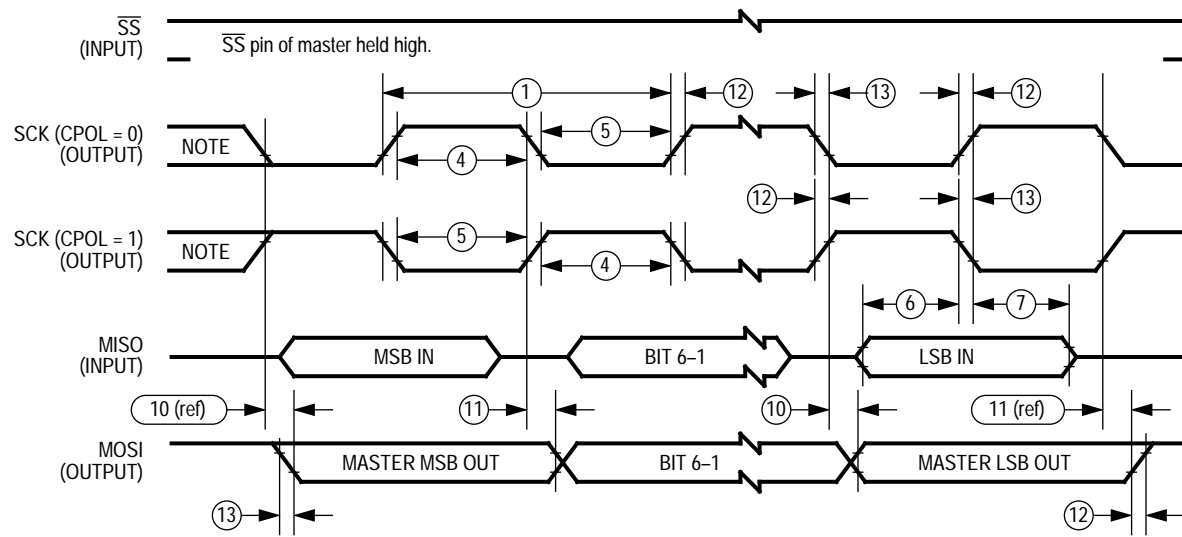 SS
(INPUT)
SS pin of master held high.
1
12
13
12
SCK (CPOL = 0)
(OUTPUT)
NOTE
5
4
12
13
SCK (CPOL = 1)
(OUTPUT)
NOTE
5
4
6
7
MISO
(INPUT)
MSB IN
BIT 6–1
LSB IN
10 (ref)
11
10
11 (ref)
MOSI
(OUTPUT)
MASTER MSB OUT
BIT 6–1
MASTER LSB OUT
13
12